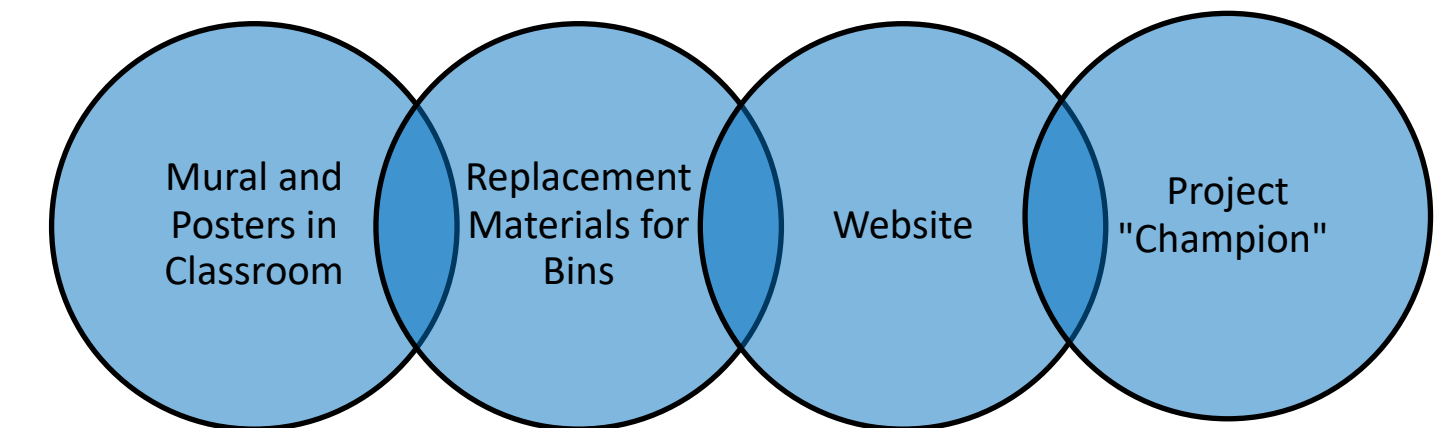 Mural and
Posters in
Classroom
Replacement
Materials for
Bins
Website
Project
"Champion"